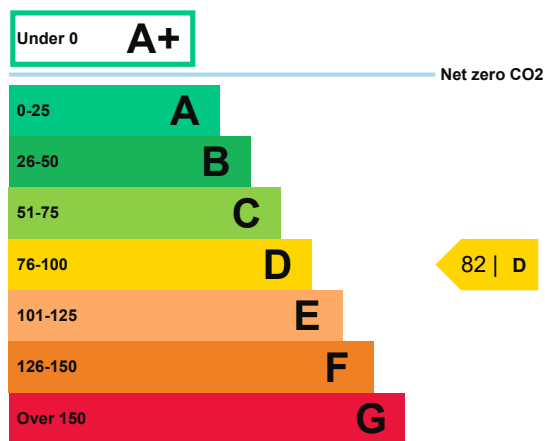 Under 0 A+
Net zero CO2
0-25 A
26-50 B
51-75 C
76-100 D
82 | D
101-125 E
126-150 F
Over 150 G